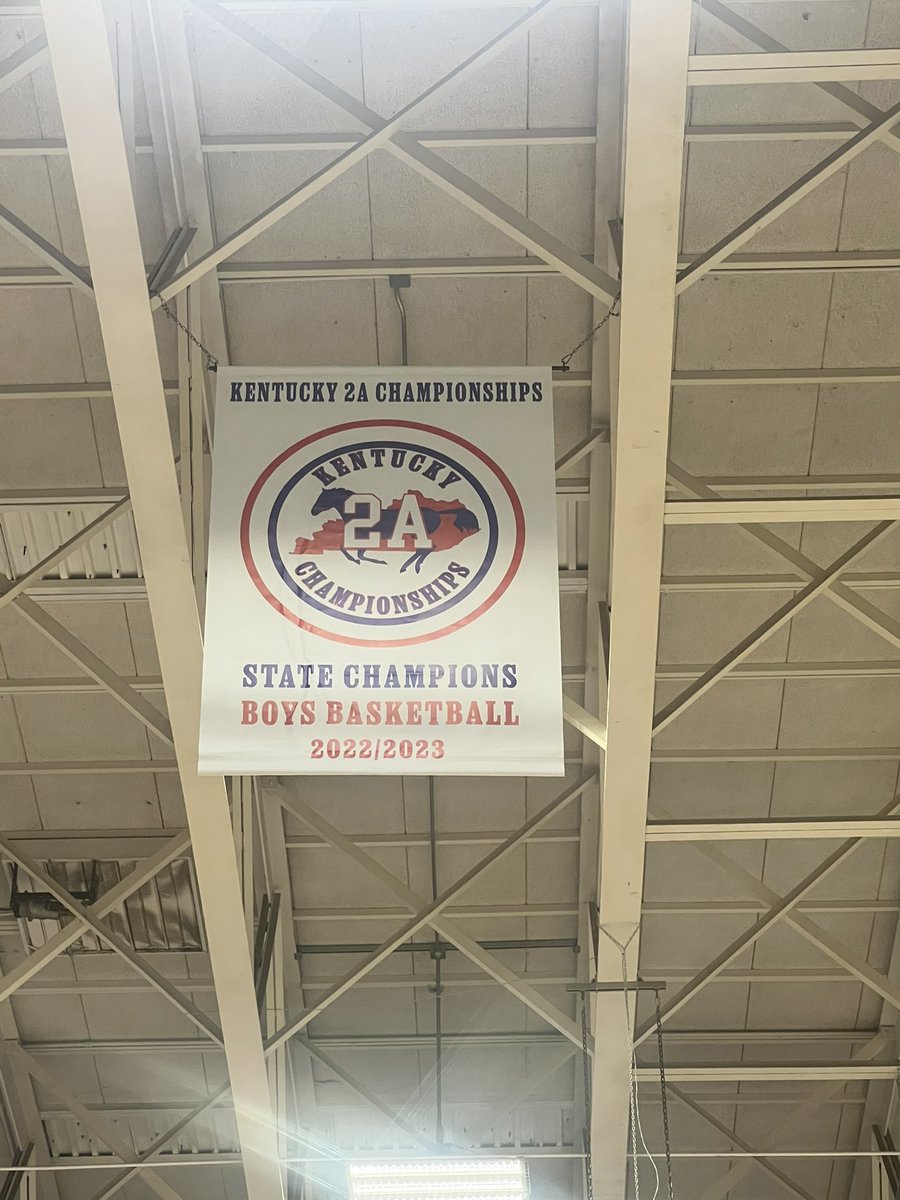 KENTUCKY 2A CHAMPIONSHIPS
KENTUCKY
2A
CHAMPIONSHIPS
STATE CHAMPIONS
BOYS BASKETBALL
2022/2023